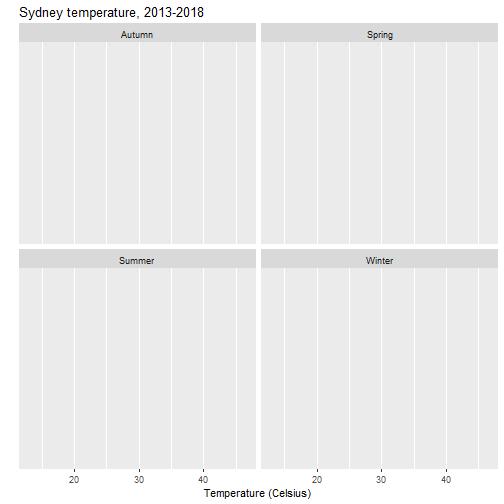 Sydney temperature, 2013-2018
Autumn Spring
Summer Winter
20 30 40 20 30 40
Temperature (Celsius)